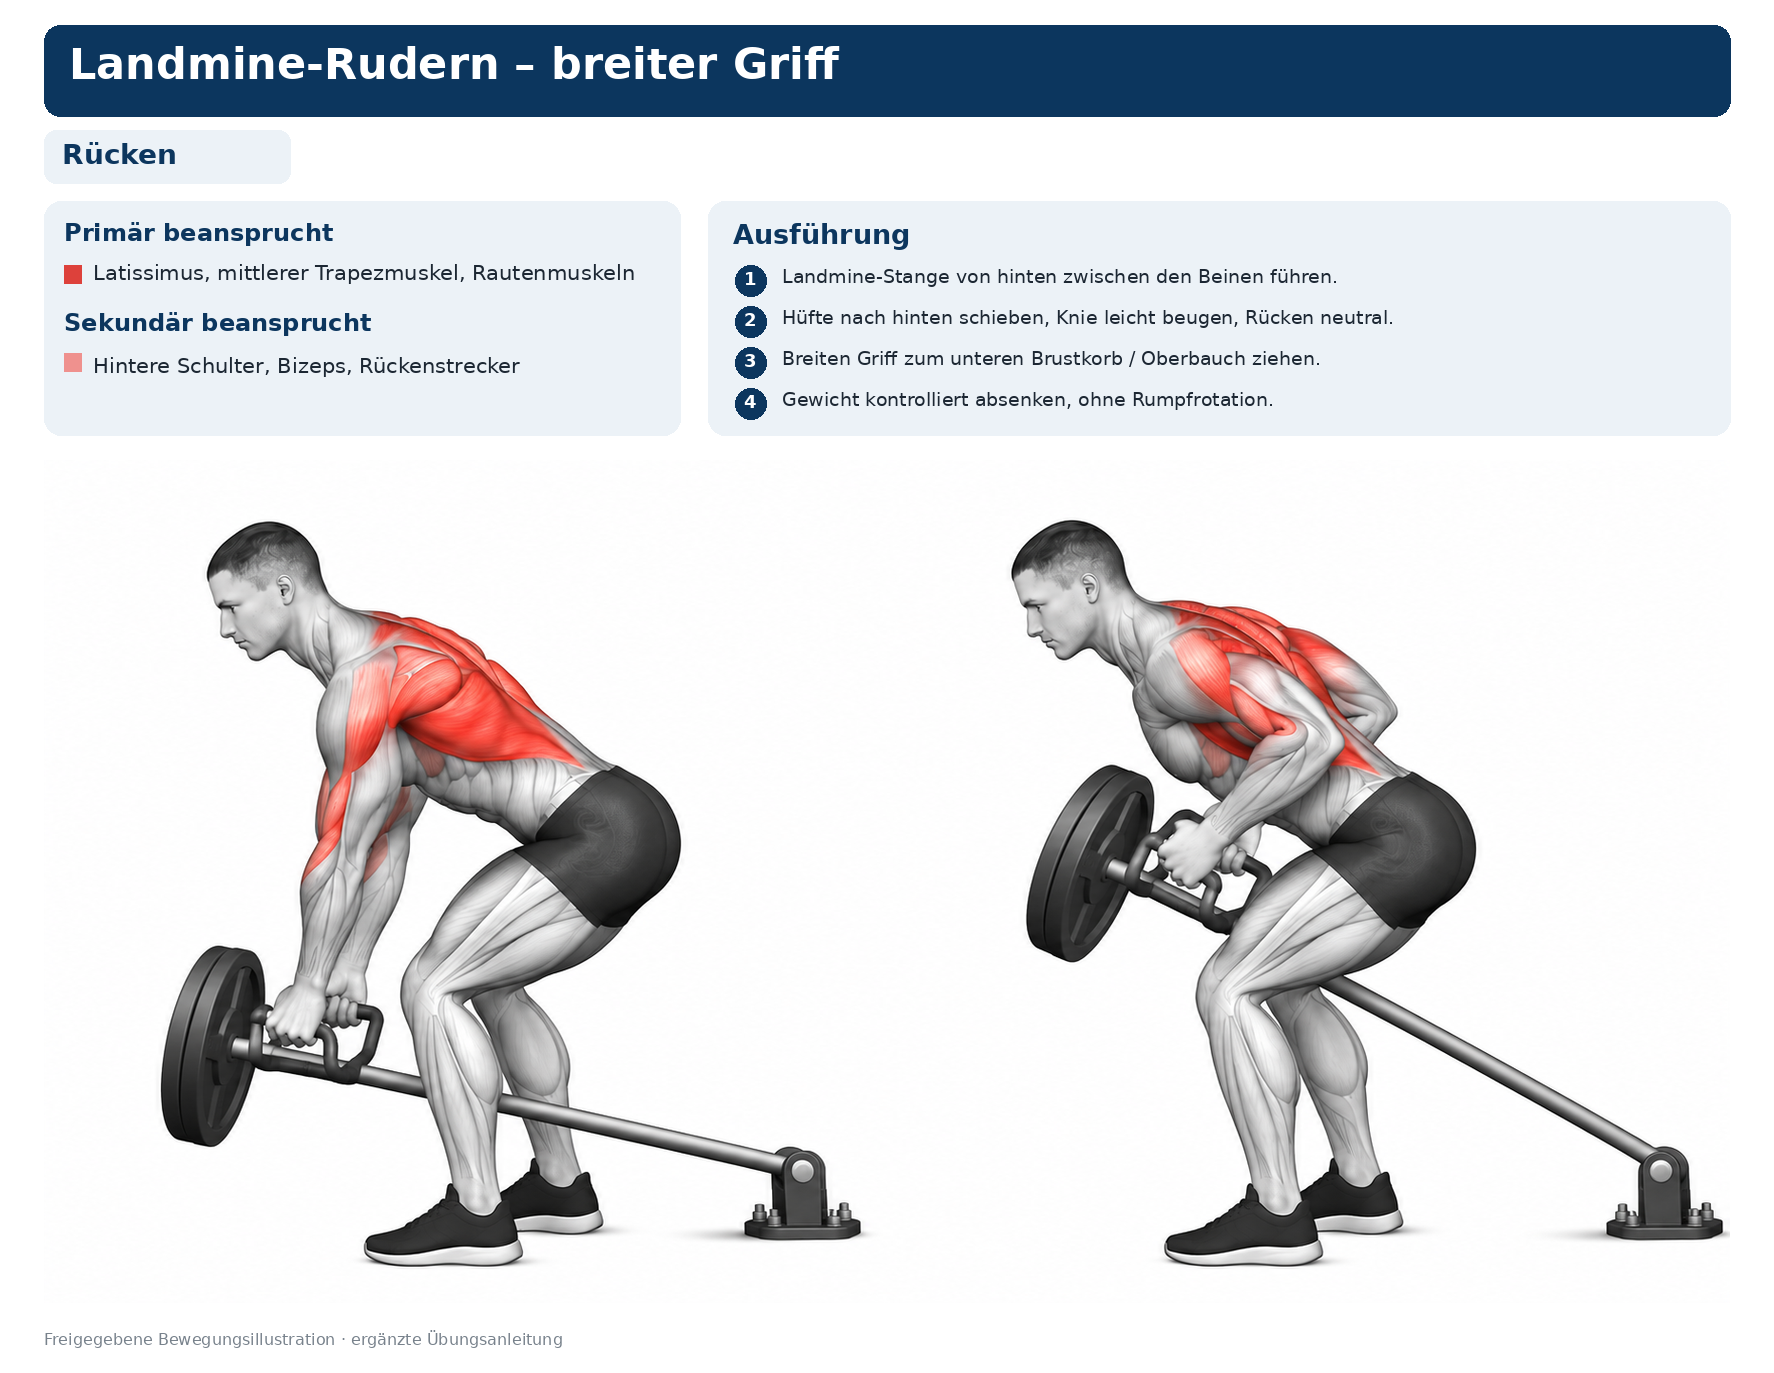 Landmine-Rudern – breiter Griff
Rücken
Primär beansprucht
Latissimus, mittlerer Trapezmuskel, Rautenmuskeln
Sekundär beansprucht
Hintere Schulter, Bizeps, Rückenstrecker
Ausführung
1 Landmine-Stange von hinten zwischen den Beinen führen.
2 Hüfte nach hinten schieben, Knie leicht beugen, Rücken neutral.
3 Breiten Griff zum unteren Brustkorb / Oberbauch ziehen.
4 Gewicht kontrolliert absenken, ohne Rumpfrotation.
Freigegebene Bewegungsillustration · ergänzte Übungsanleitung